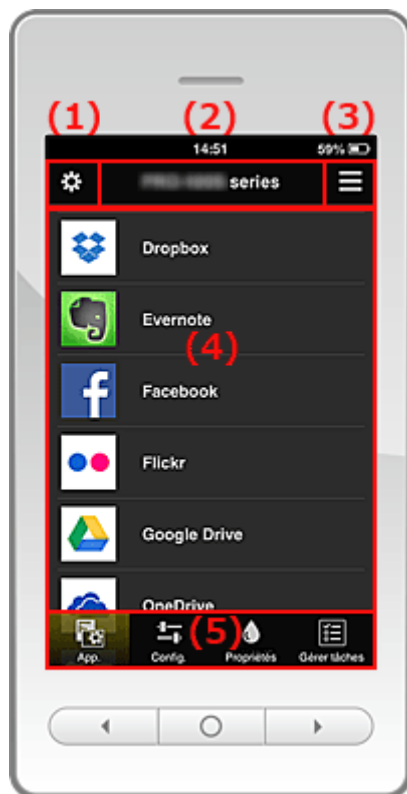 (1) (2) (3)
14:51 59%
series
Dropbox
Evernote
(4)
Facebook
Flickr
Google Drive
OneDrive
(5)
App. Config. Propriétés Gérer tâches